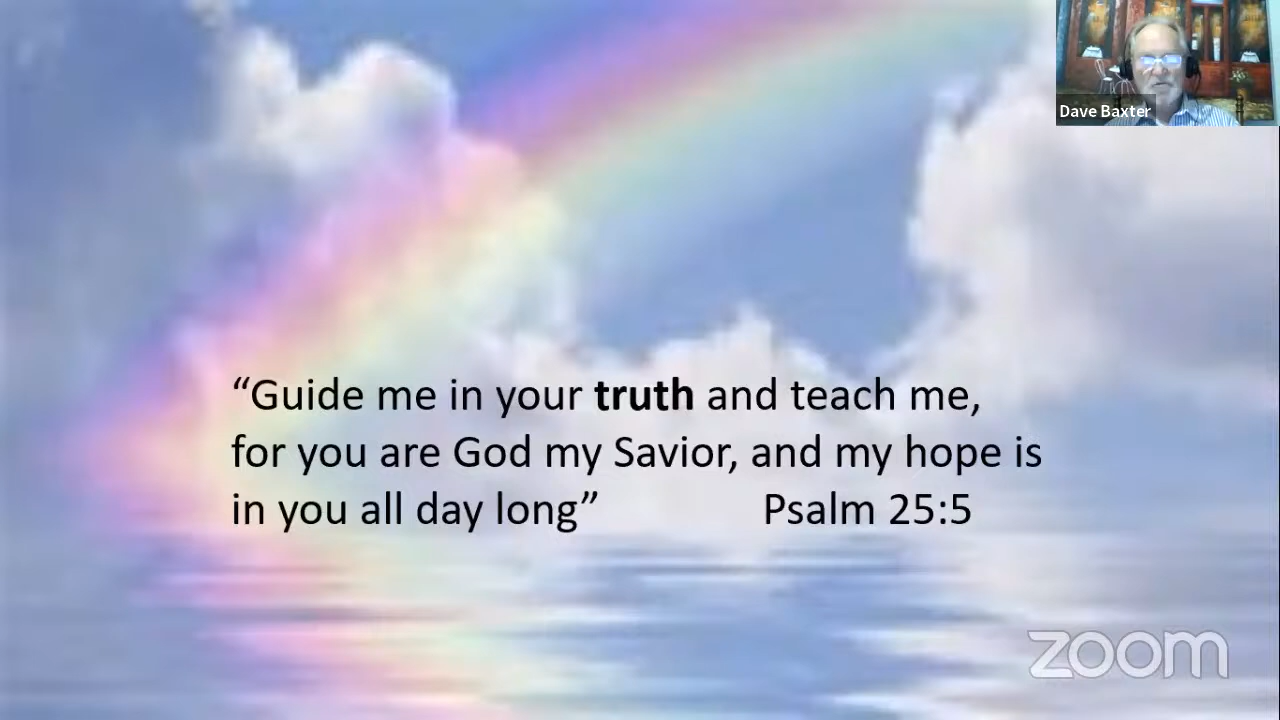 Dave Baxter
“Guide me in your truth and teach me,
for you are God my Savior, and my hope is
in you all day long” Psalm 25:5
zoom